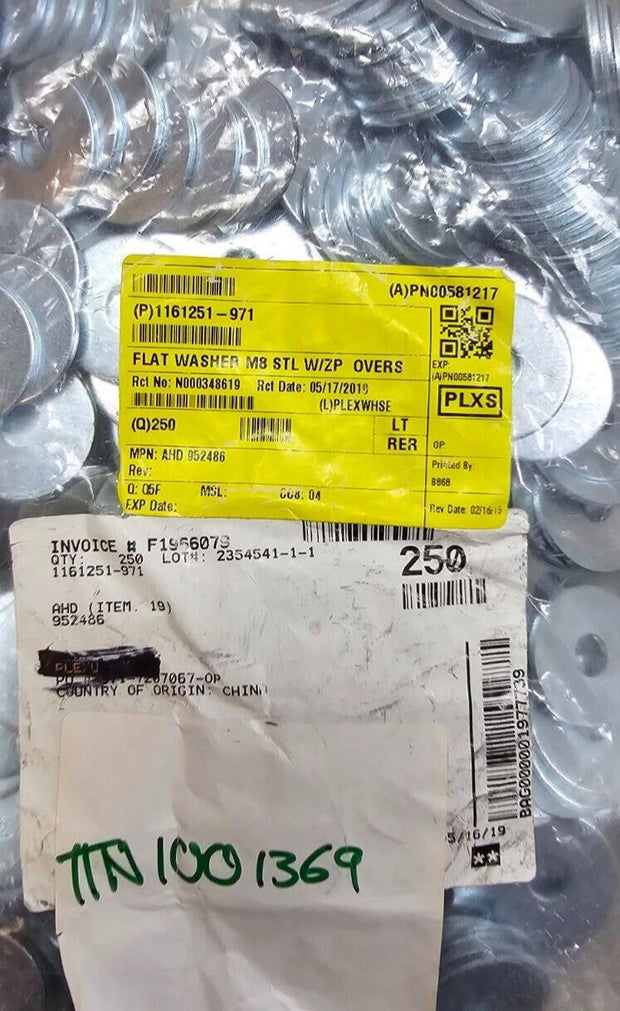 (A)PN00581217
(P)1161251-971
FLAT WASHER M8 STL W/ZP OVERS
EXP:
(A)PN00581217
Rct No: N000348619 Rct Date: 05/17/2019
PLXS
(L)PLEXWHSE
(Q)250
LT
RER
OP:
MPN: AHD 952486
Rev:
Printed By:
8868
Q: 05F MSL:
EXP Date:
Rev Date: 02/16/15
INVOICE # F196607S
QTY: 250 LOT#: 2354541-1-1
1161251-971
250
AHD (ITEM. 19)
952486
COUNTRY OF ORIGIN: CHINA
BAG000001977739
5/16/19
**
TTN1001369